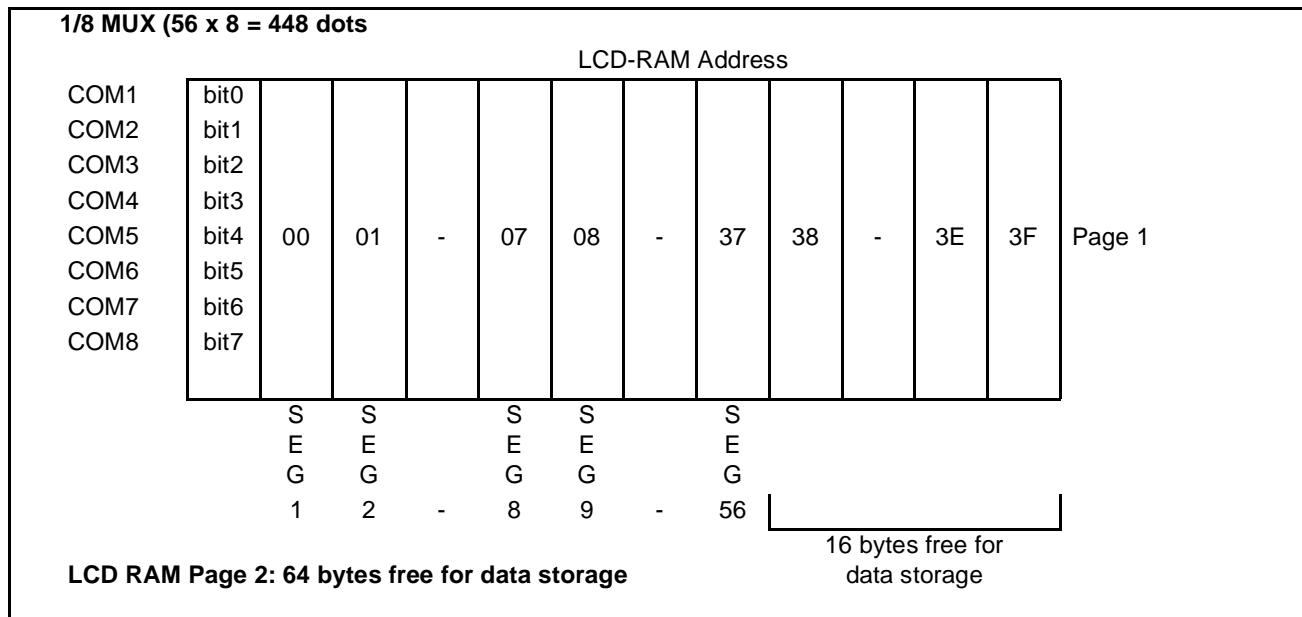 1/8 MUX (56 x 8 = 448 dots
LCD-RAM Address
COM1 bit0
COM2 bit1
COM3 bit2
COM4 bit3
COM5 bit4 00 01 - 07 08 - 37 38 - 3E 3F Page 1
COM6 bit5
COM7 bit6
COM8 bit7
S S S S S
E E E E E
G G G G G
1 2 - 8 9 - 56
16 bytes free for
LCD RAM Page 2: 64 bytes free for data storage data storage